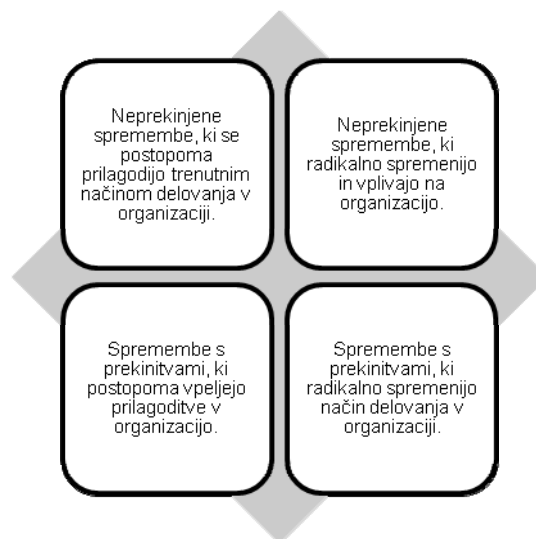 Neprekinjene
spremembe, ki se
postopoma
prilagodijo trenutnim
načinom delovanja v
organizaciji.
Neprekinjene
spremembe, ki
radikalno spremenijo
in vplivajo na
organizacijo.
Spremembe s
prekinitvami, ki
postopoma vpeljejo
prilagoditve v
organizacijo.
Spremembe s
prekinitvami, ki
radikalno spremenijo
način delovanja v
organizaciji.